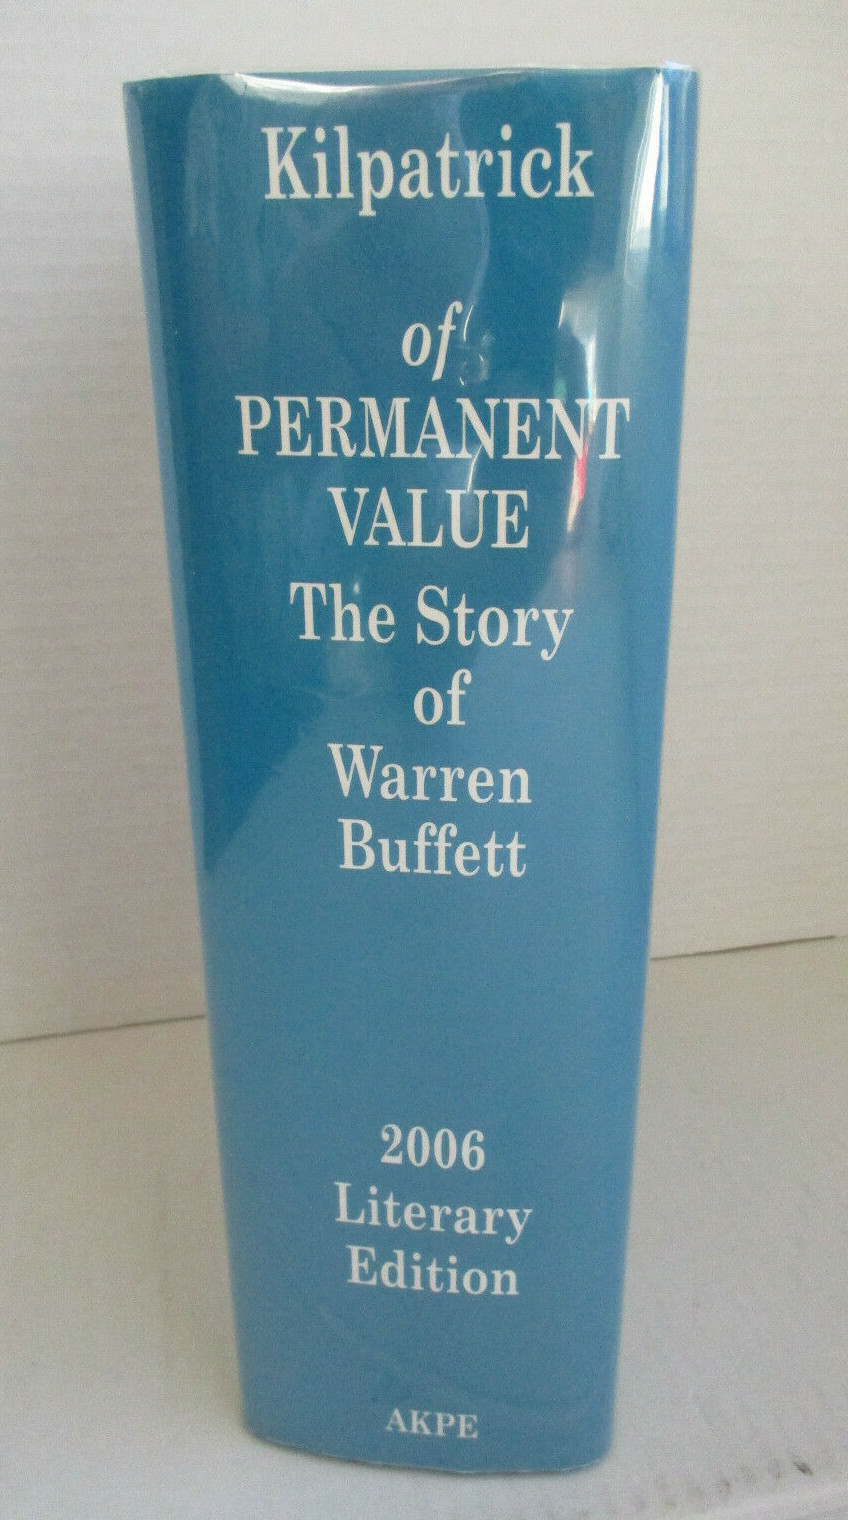 Kilpatrick
of
PERMANENT
VALUE
The Story
of
Warren
Buffett
2006
Literary
Edition
AKPE